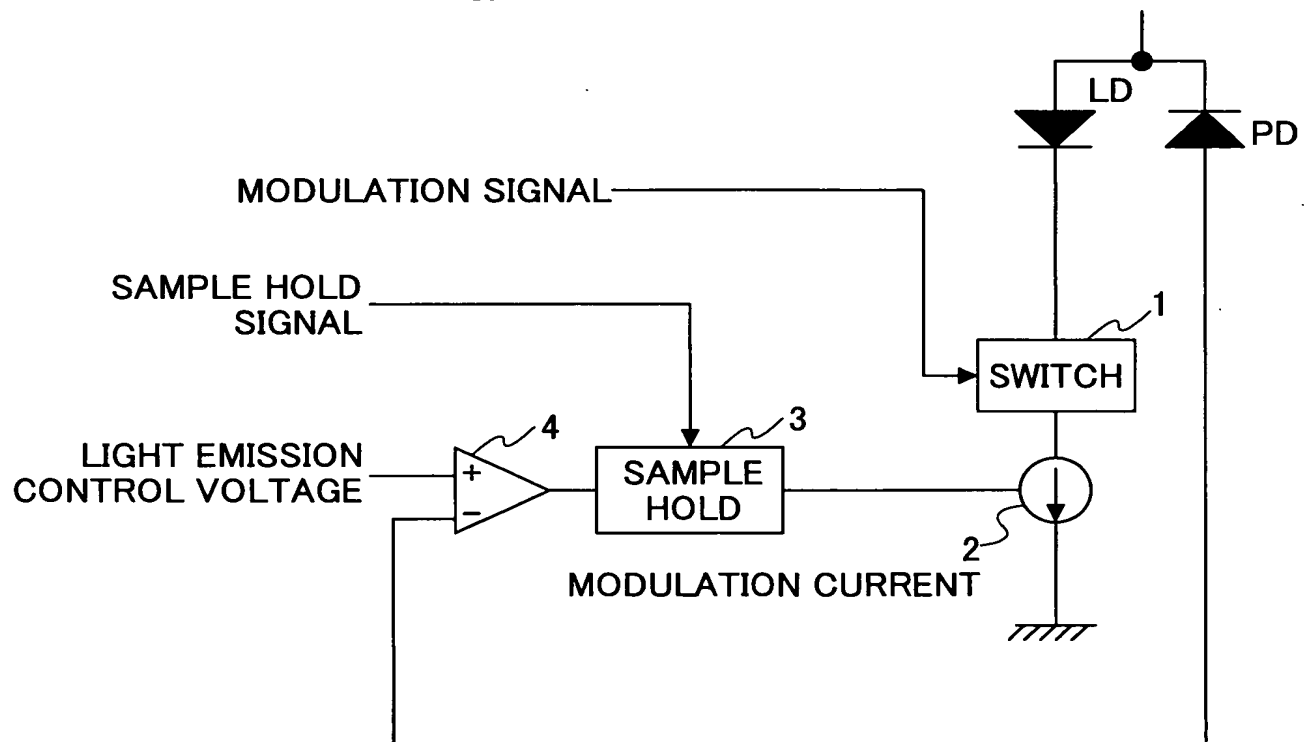 LD
PD
MODULATION SIGNAL
SAMPLE HOLD
SIGNAL
1
SWITCH
4
3
LIGHT EMISSION
CONTROL VOLTAGE
+
−
SAMPLE
HOLD
2
MODULATION CURRENT